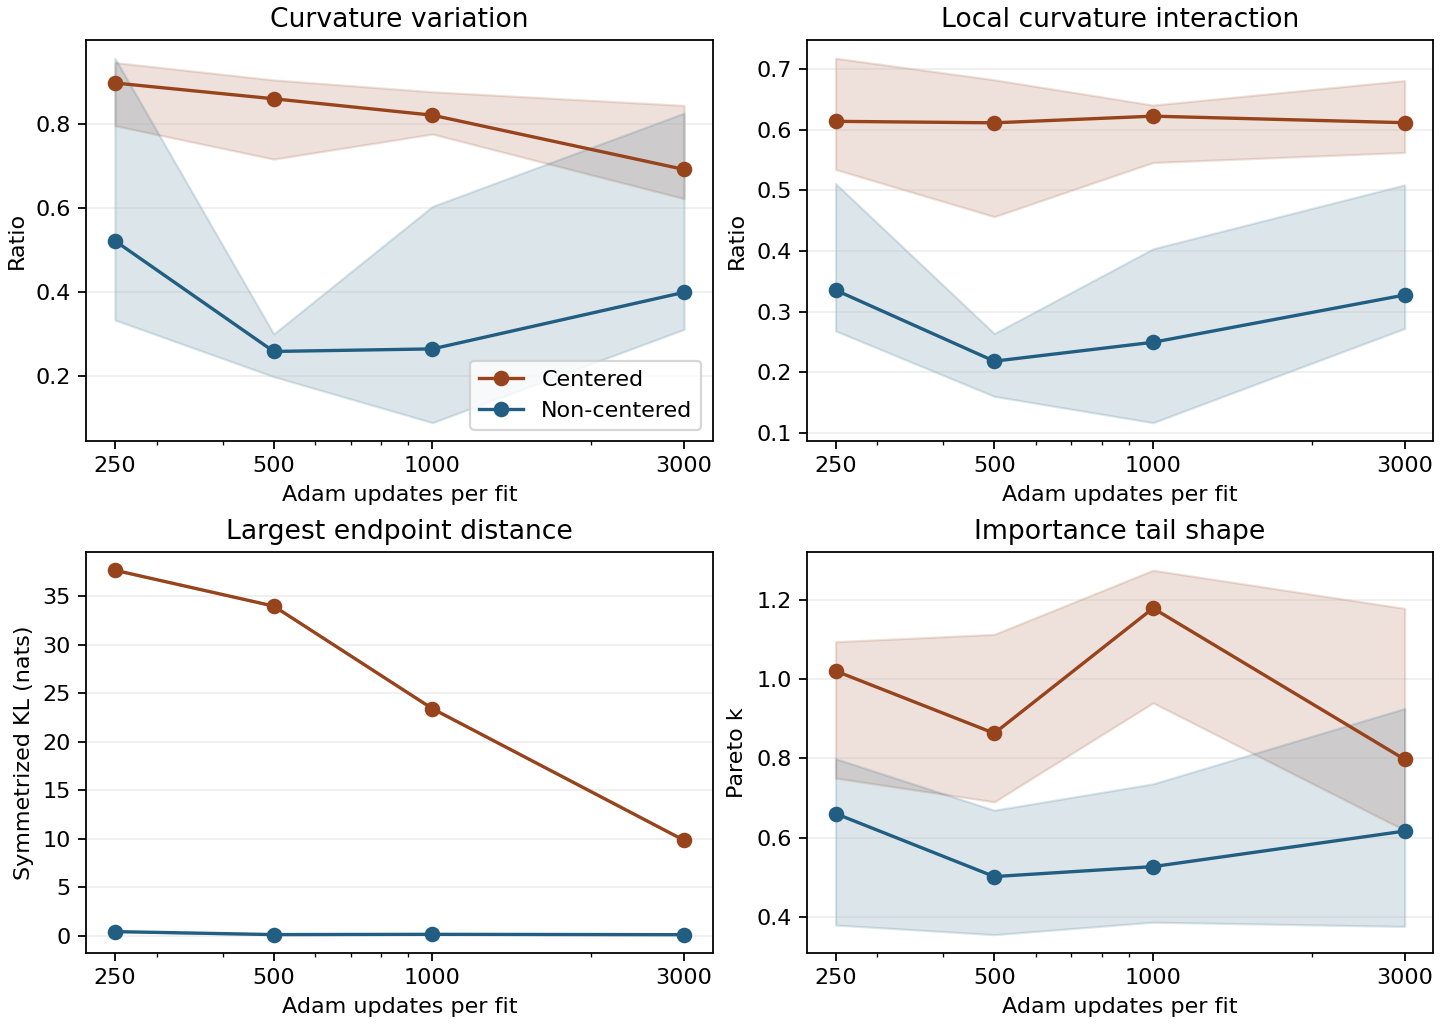 Curvature variation
Ratio
0.8
0.6
0.4
0.2
Centered
Non-centered
250 500 1000 3000
Adam updates per fit
Local curvature interaction
Ratio
0.7
0.6
0.5
0.4
0.3
0.2
0.1
250 500 1000 3000
Adam updates per fit
Largest endpoint distance
Symmetrized KL (nats)
35
30
25
20
15
10
5
0
250 500 1000 3000
Adam updates per fit
Importance tail shape
Pareto k
1.2
1.0
0.8
0.6
0.4
250 500 1000 3000
Adam updates per fit